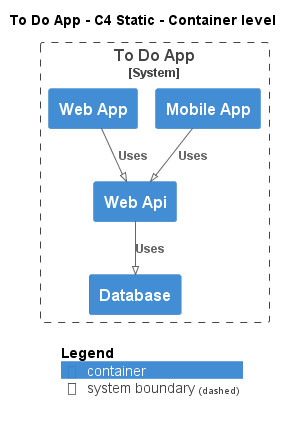 To Do App - C4 Static - Container level
To Do App
[System]
Web App
Mobile App
Uses
Uses
Web Api
Uses
Database
Legend
container
system boundary (dashed)